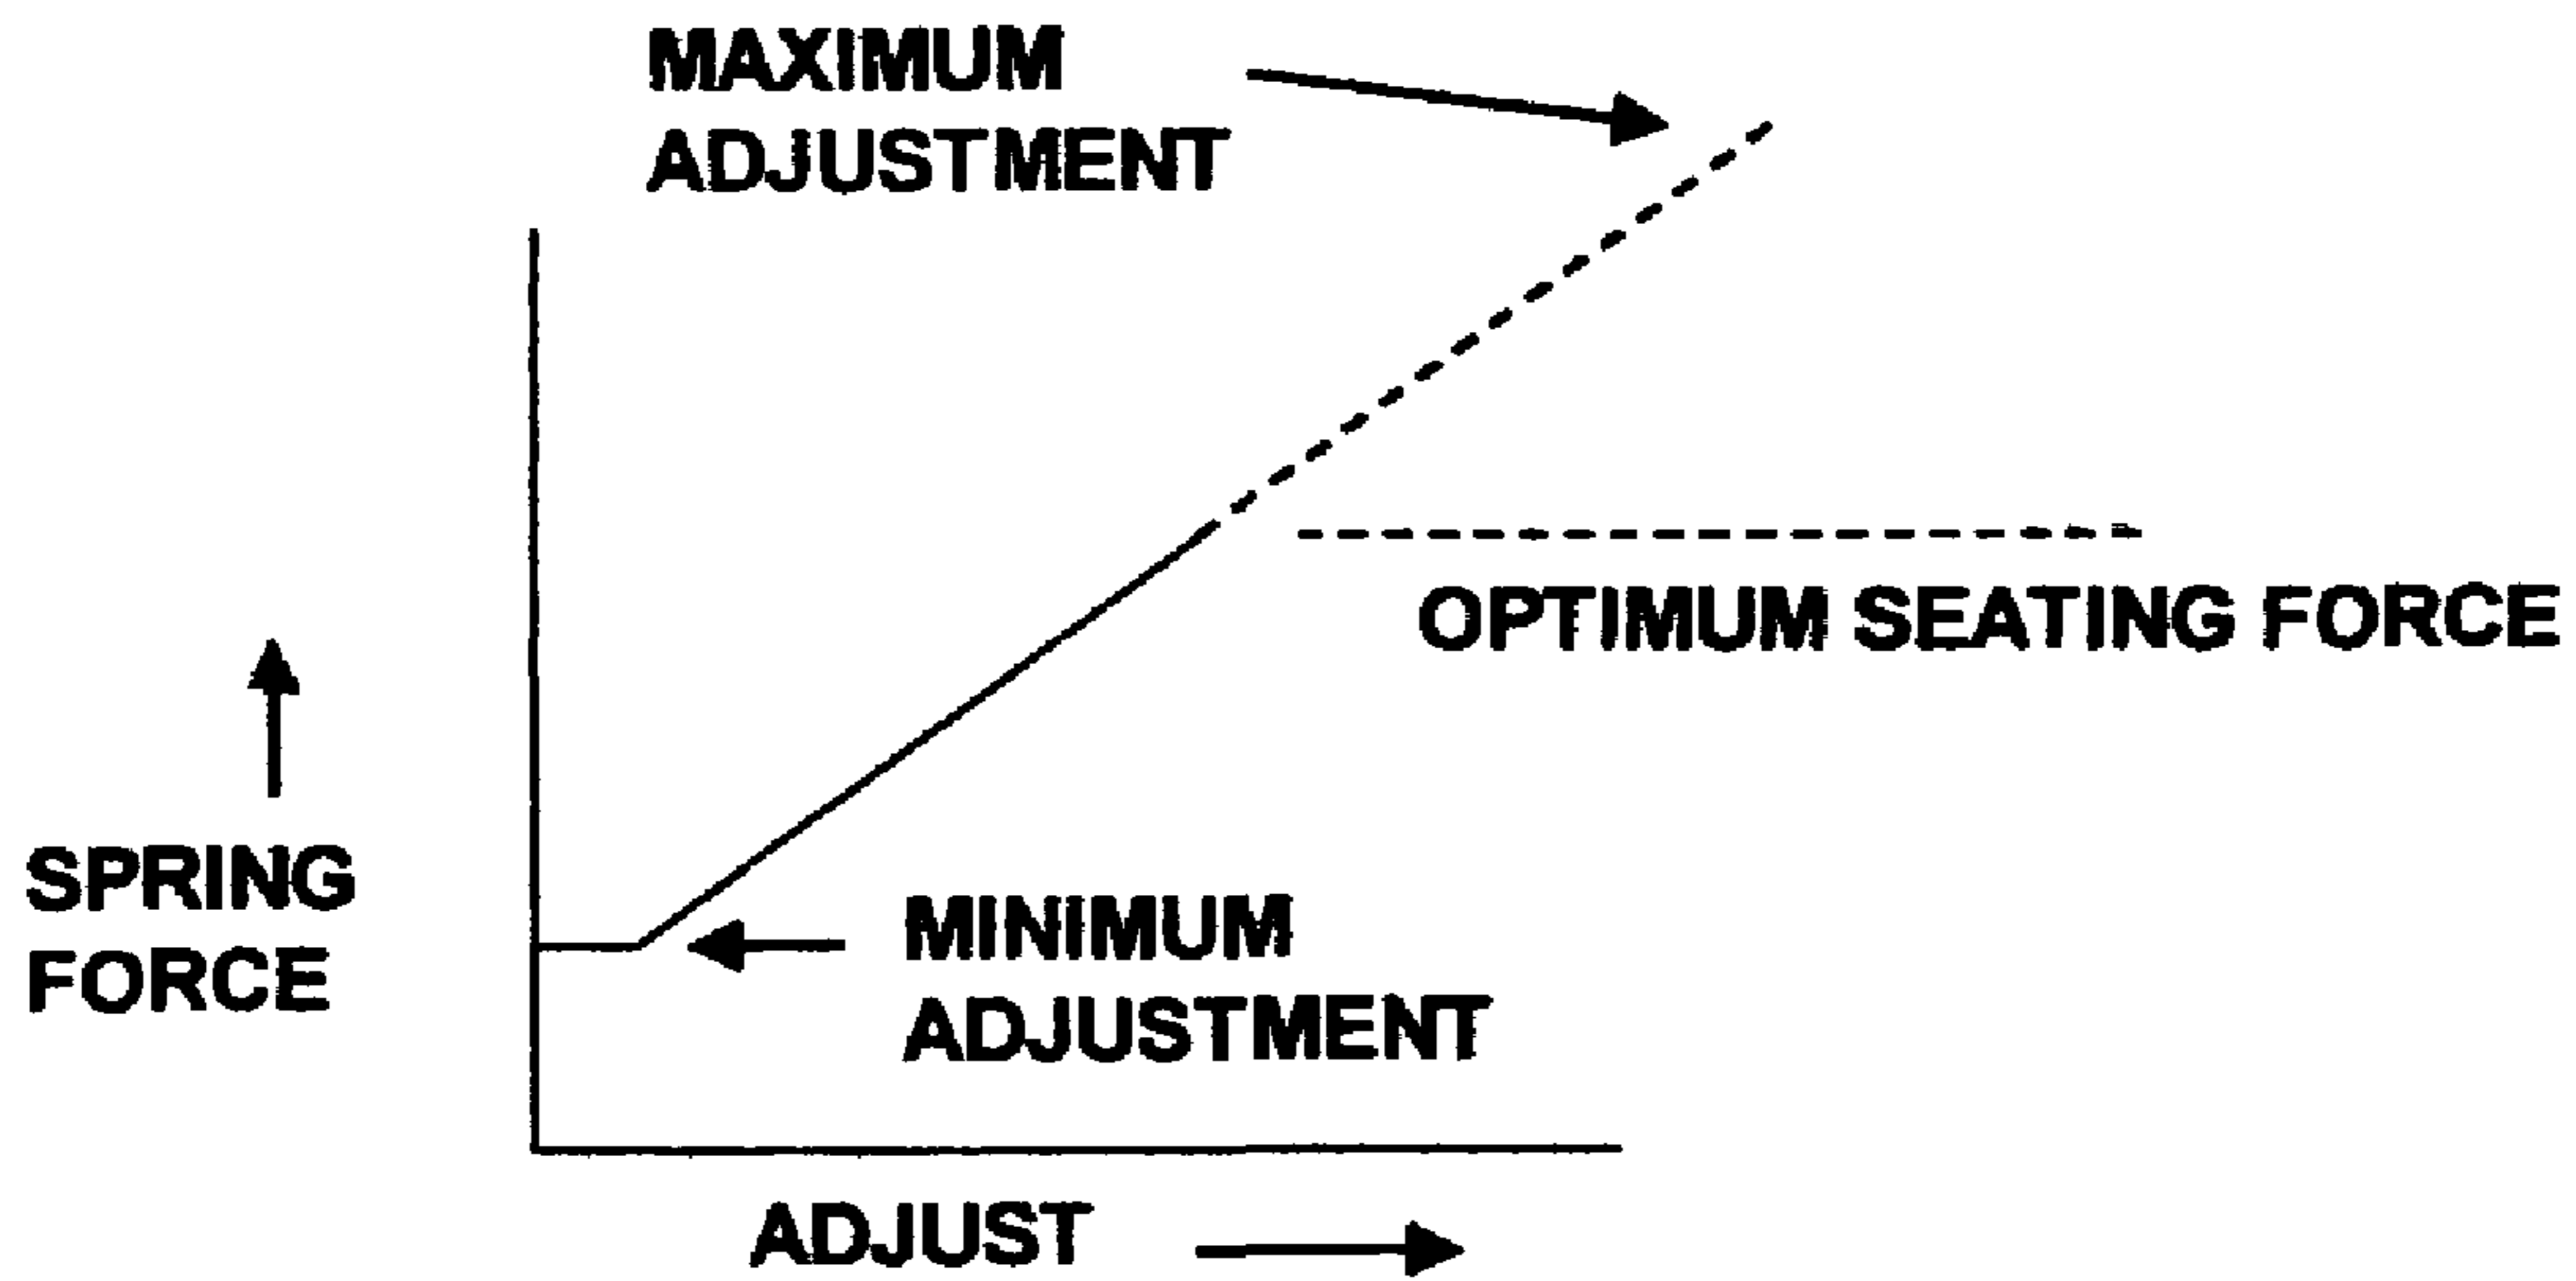 MAXIMUM
ADJUSTMENT
OPTIMUM SEATING FORCE
SPRING
FORCE
MINIMUM
ADJUSTMENT
ADJUST